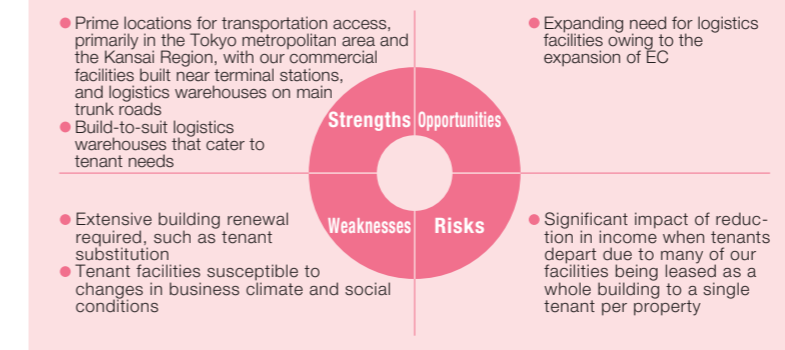 ● Prime locations for transportation access,
primarily in the Tokyo metropolitan area and
the Kansai Region, with our commercial
facilities built near terminal stations,
and logistics warehouses on main
trunk roads
● Build-to-suit logistics
warehouses that cater to
tenant needs
Strengths
Opportunities
● Expanding need for logistics
facilities owing to the
expansion of EC
Weaknesses
Risks
● Extensive building renewal
required, such as tenant
substitution
● Tenant facilities susceptible to
changes in business climate and social
conditions
● Significant impact of reduc-
tion in income when tenants
depart due to many of our
facilities being leased as a
whole building to a single
tenant per property